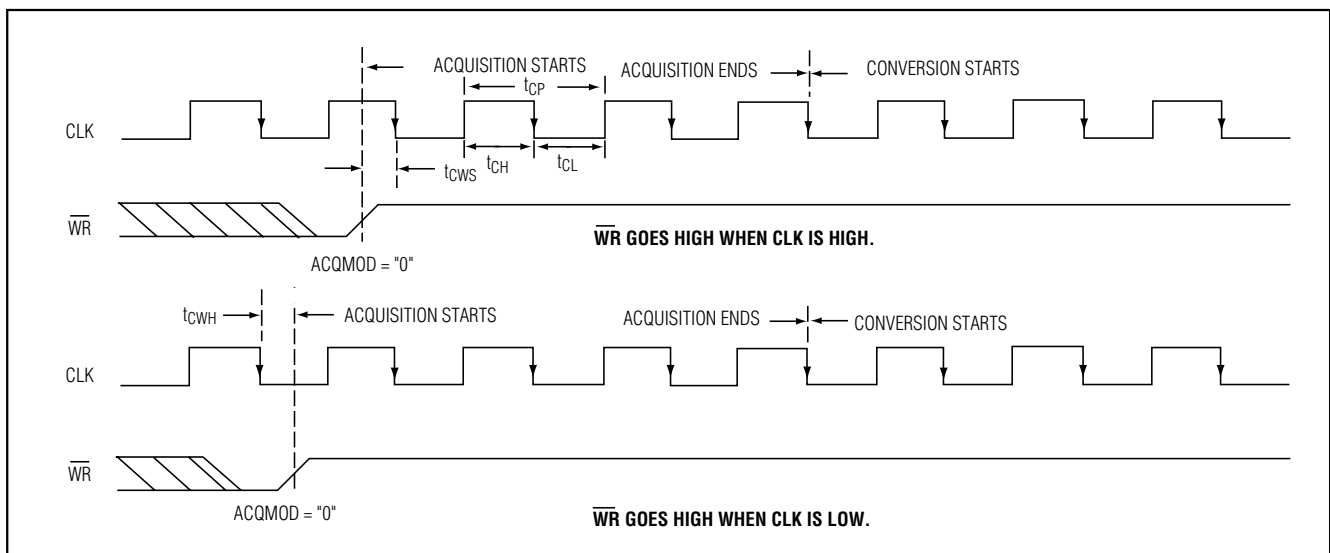 ACQUISITION STARTS
ACQUISITION ENDS
CONVERSION STARTS
tCP
CLK
tCWS
tCH
tCL
WR
WR GOES HIGH WHEN CLK IS HIGH.
ACQMOD = "0"
tCWH
ACQUISITION STARTS
ACQUISITION ENDS
CONVERSION STARTS
CLK
WR
ACQMOD = "0"
WR GOES HIGH WHEN CLK IS LOW.